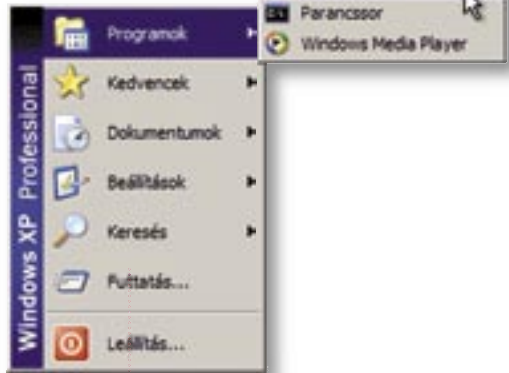 Programok
Parancssor
Windows Media Player
Kedvencek
Dokumentumok
Beállítások
Keresés
Futtatás...
Leállítás...
Windows XP Professional